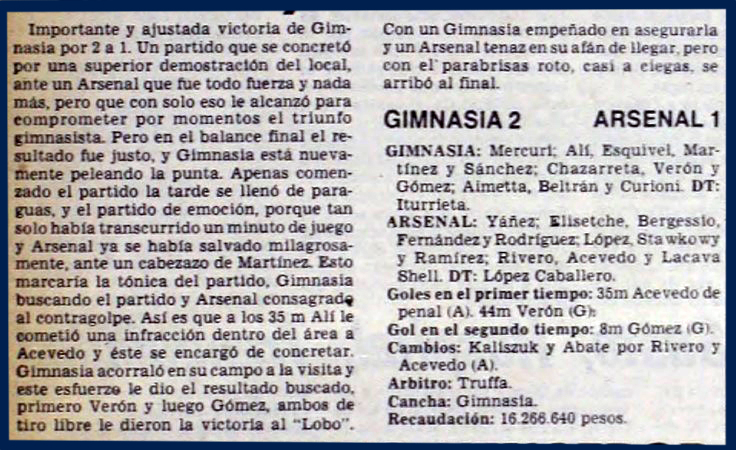 Importante y ajustada victoria de Gim-
nasia por 2 a 1. Un partido que se concretó
por una superior demostración del local,
ante un Arsenal que fue todo fuerza y nada
más, pero que con solo eso le alcanzó para
comprometer por momentos el triunfo
gimnasista. Pero en el balance final el re-
sultado fue justo, y Gimnasia está nueva-
mente peleando la punta. Apenas comen-
zado el partido la tarde se llenó de para-
guas, y el partido de emoción, porque tan
solo había transcurrido un minuto de juego
y Arsenal ya se había salvado milagrosa-
mente, ante un cabezazo de Martínez. Esto
marcaría la tónica del partido, Gimnasia
buscando el partido y Arsenal consagrado
al contragolpe. Así es que a los 35 m Alí le
cometió una infracción dentro del área a
Acevedo y éste se encargó de concretar.
Gimnasia acorraló en su campo a la visita y
este esfuerzo le dio el resultado buscado,
primero Verón y luego Gómez, ambos de
tiro libre le dieron la victoria al "Lobo".
Con un Gimnasia empeñado en asegurarla
y un Arsenal tenaz en su afán de llegar, pero
con el parabrisas roto, casi a ciegas, se
arribó al final.
GIMNASIA 2 ARSENAL 1
GIMNASIA: Mercuri; Alí, Esquivel, Mar-
tínez y Sánchez; Chazarreta, Verón y
Gómez; Aimetta, Beltrán y Curioni. DT:
Iturrieta.
ARSENAL: Yáñez; Elisetche, Bergessio,
Fernández y Rodríguez; López, Stawkowy
y Ramírez; Rivero, Acevedo y Lacava
Shell. DT: López Caballero.
Goles en el primer tiempo: 35m Acevedo de
penal (A). 44m Verón (G).
Gol en el segundo tiempo: 8m Gómez (G).
Cambios: Kaliszuk y Abate por Rivero y
Acevedo (A).
Arbitro: Truffa.
Cancha: Gimnasia.
Recaudación: 16.266.640 pesos.